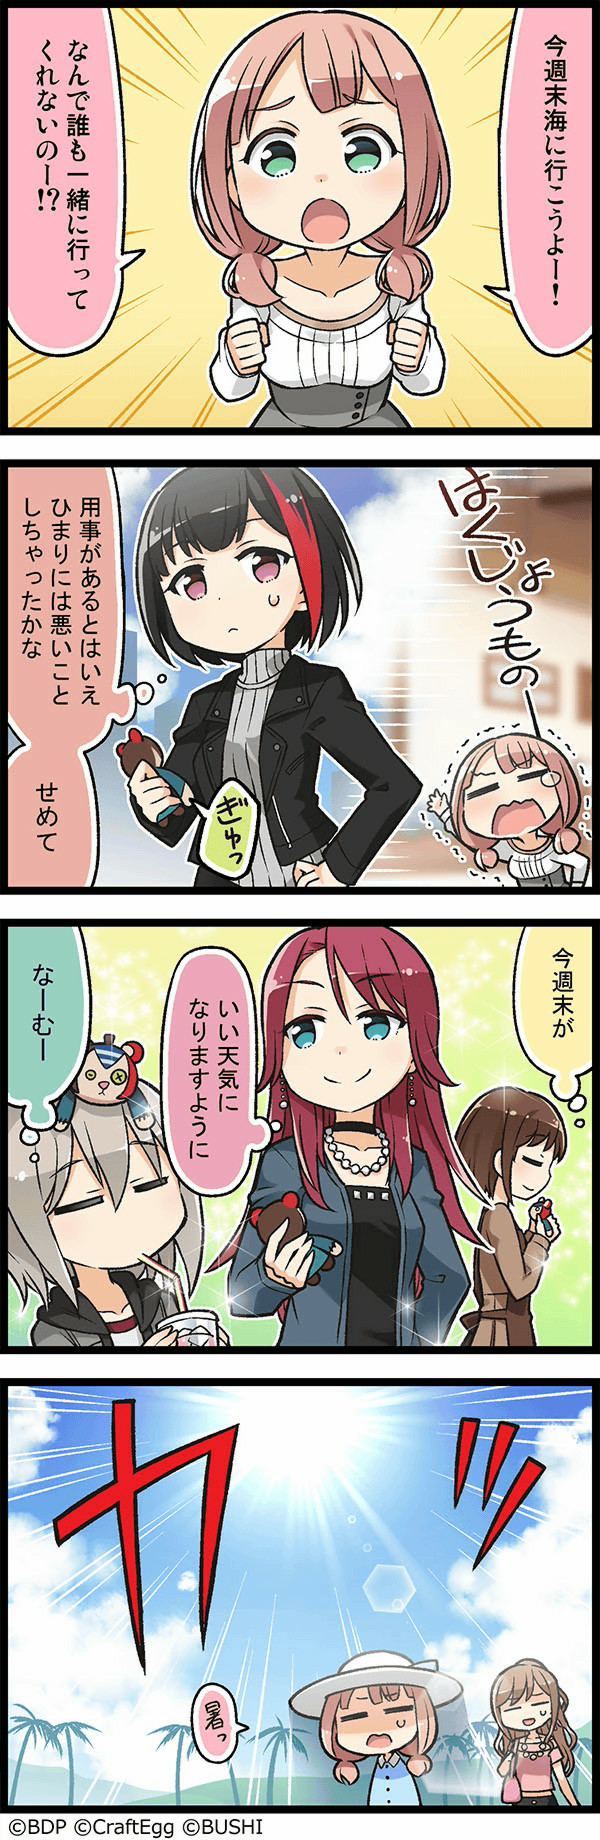 今週末海に行こうよー！
なんで誰も一緒に行って
くれないのー!?
はくじょうものー
用事があるとはいえ
ひまりには悪いこと
しちゃったかな
せめて
ぎゅっ
今週末が
いい天気に
なりますように
なーむー
カッ
暑っ
©BDP ©CraftEgg ©BUSHI